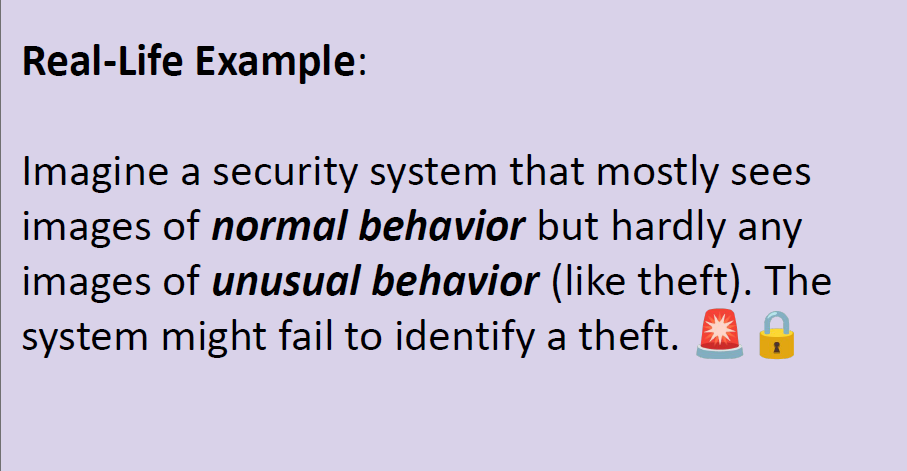 Real-Life Example:
Imagine a security system that mostly sees
images of normal behavior but hardly any
images of unusual behavior (like theft). The
system might fail to identify a theft. 🚨🔒